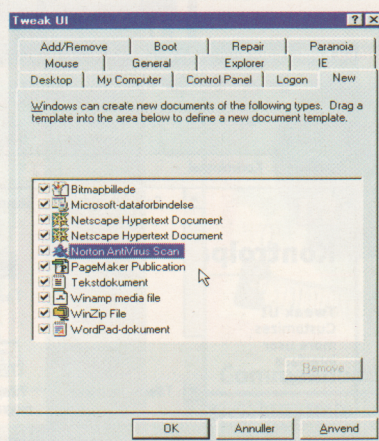 Tweak UI
Add/Remove Boot Repair Paranoia
Mouse General Explorer IE
Desktop My Computer Control Panel Logon New
Windows can create new documents of the following types. Drag a
template into the area below to define a new document template.
Bitmapbillede
Microsoft-dataforbindelse
Netscape Hypertext Document
Netscape Hypertext Document
Norton AntiVirus Scan
PageMaker Publication
Tekstdokument
Winamp media file
WinZip File
WordPad-dokument
Remove
OK Annuller Anvend